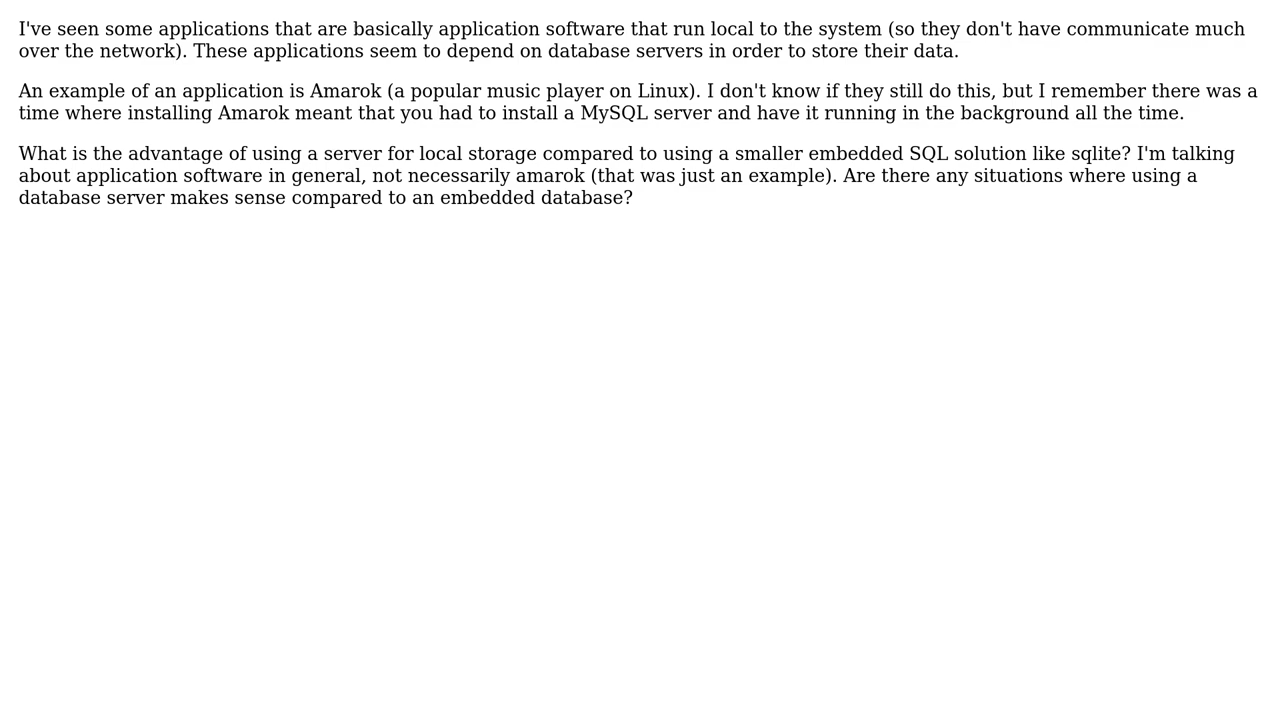 I've seen some applications that are basically application software that run local to the system (so they don't have communicate much
over the network). These applications seem to depend on database servers in order to store their data.
An example of an application is Amarok (a popular music player on Linux). I don't know if they still do this, but I remember there was a
time where installing Amarok meant that you had to install a MySQL server and have it running in the background all the time.
What is the advantage of using a server for local storage compared to using a smaller embedded SQL solution like sqlite? I'm talking
about application software in general, not necessarily amarok (that was just an example). Are there any situations where using a
database server makes sense compared to an embedded database?